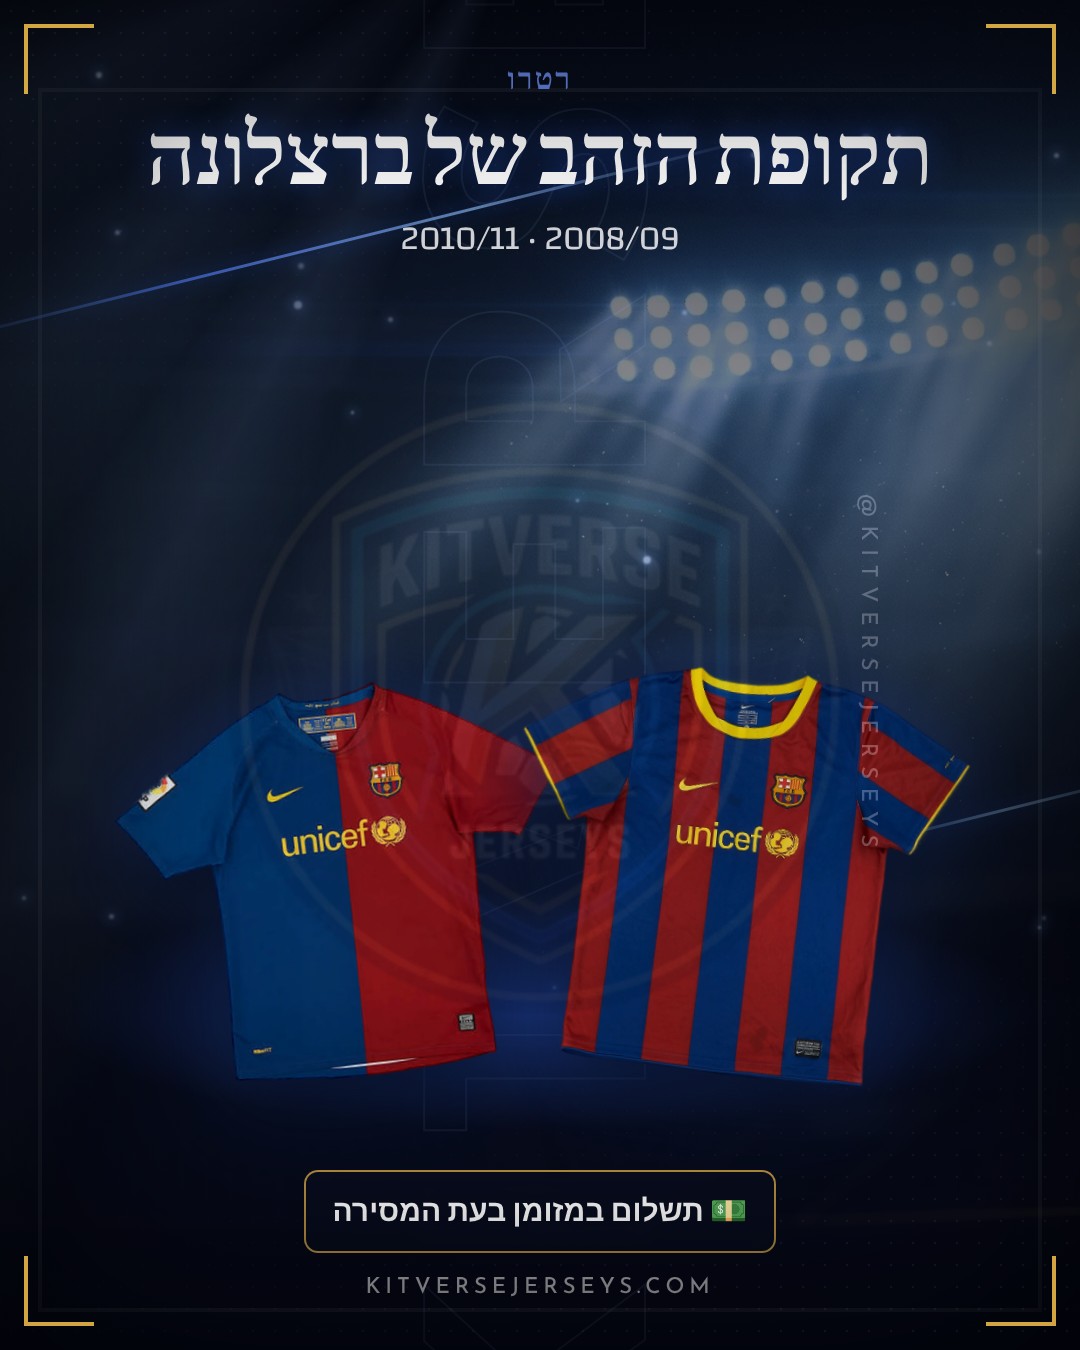 רטרו
תקופת הזהב של ברצלונה
2010/11 · 2008/09
@KITVERSEJERSEYS
KITVERSE
K
JERSEYS
unicef
unicef
💵 תשלום במזומן בעת המסירה
KITVERSEJERSEYS.COM